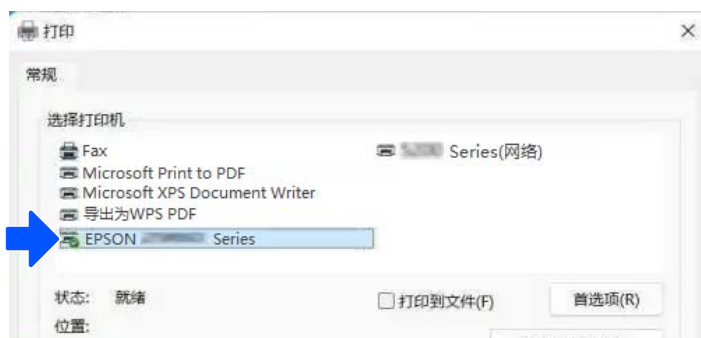 打印
常规
选择打印机
Fax
Series(网络)
Microsoft Print to PDF
Microsoft XPS Document Writer
导出为WPS PDF
EPSON Series
状态: 就绪
打印到文件(F)
首选项(R)
位置: